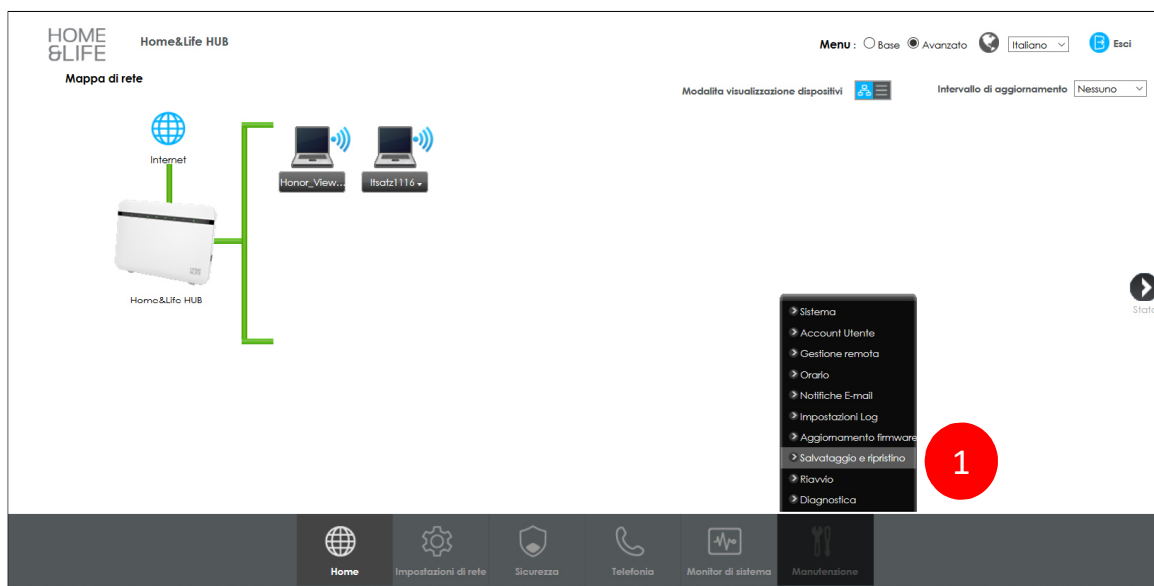 HOME
&LIFE
Home&Life HUB
Menu : Base Avanzato Italiano Esci
Mappa di rete
Modalita visualizzazione dispositivi
Intervallo di aggiornamento Nessuno
Internet
Honor_View... ltsatz1116
Home&Life HUB
Stato
Sistema
Account Utente
Gestione remota
Orario
Notifiche E-mail
Impostazioni Log
Aggiornamento firmware
Salvataggio e ripristino
1
Riavvio
Diagnostica
Home Impostazioni di rete Sicurezza Telefonia Monitor di sistema Manutenzione